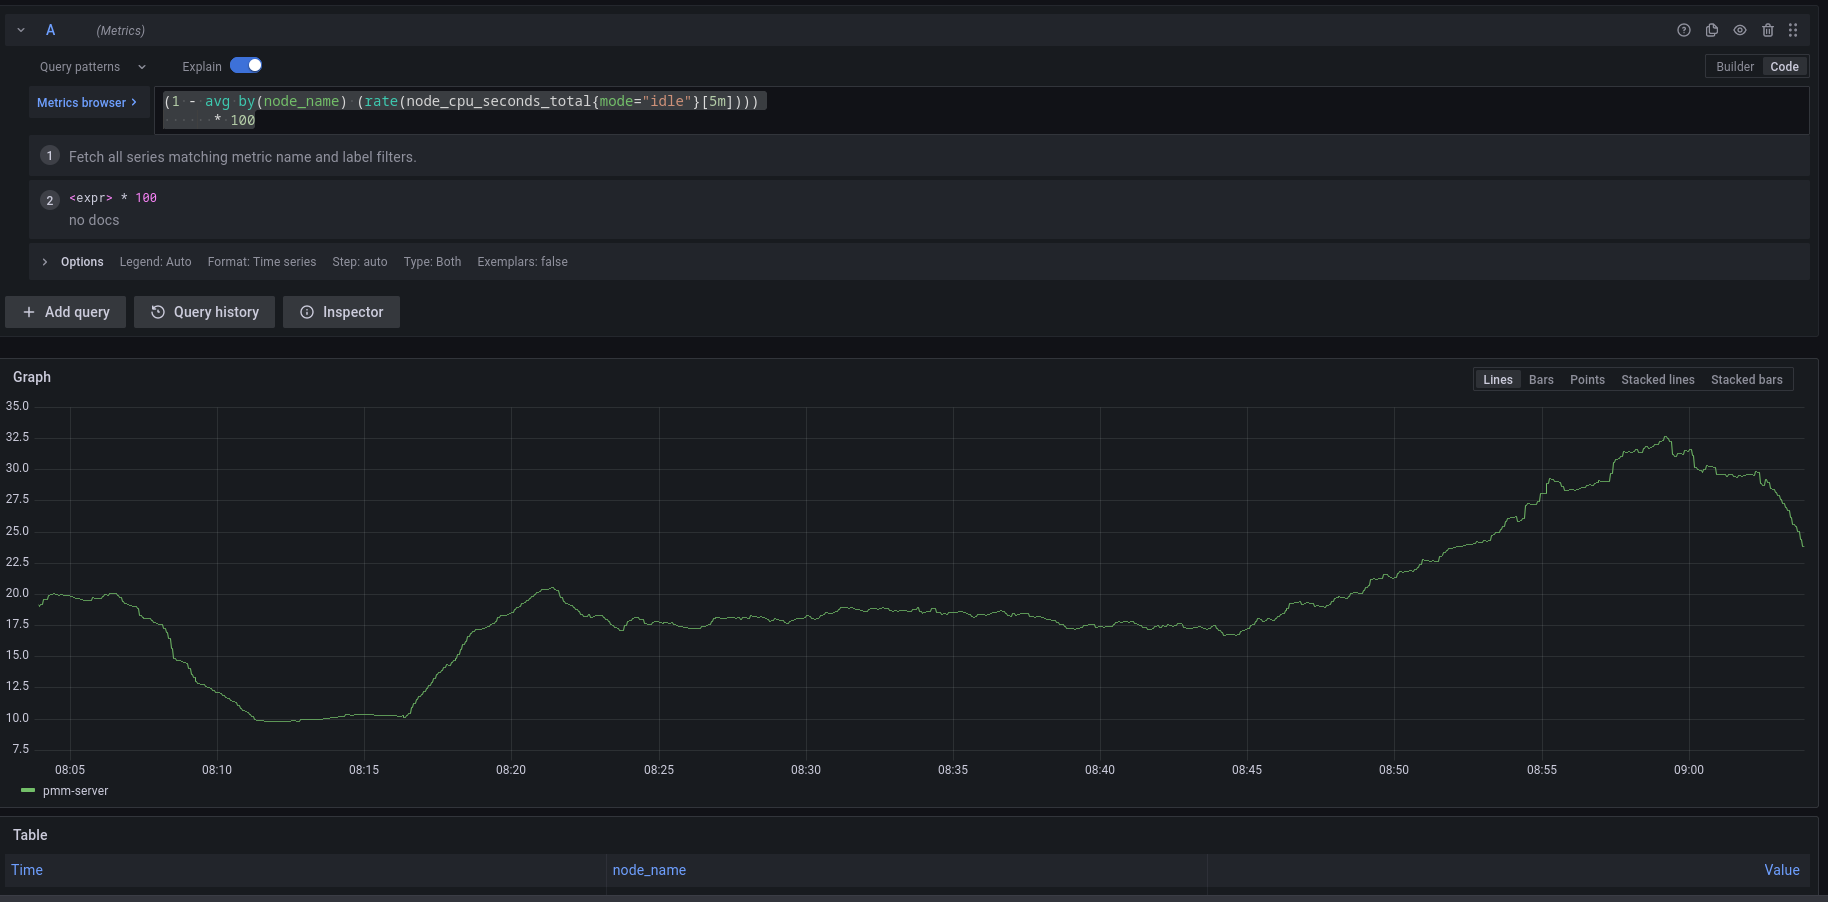 A (Metrics)
Query patterns Explain Builder Code
Metrics browser > (1 - avg by(node_name) (rate(node_cpu_seconds_total{mode="idle"}[5m])))
* 100
1 Fetch all series matching metric name and label filters.
2 <expr> * 100
no docs
> Options Legend: Auto Format: Time series Step: auto Type: Both Exemplars: false
+ Add query Query history Inspector
Graph Lines Bars Points Stacked lines Stacked bars
35.0
32.5
30.0
27.5
25.0
22.5
20.0
17.5
15.0
12.5
10.0
7.5
08:05 08:10 08:15 08:20 08:25 08:30 08:35 08:40 08:45 08:50 08:55 09:00
pmm-server
Table
Time node_name Value